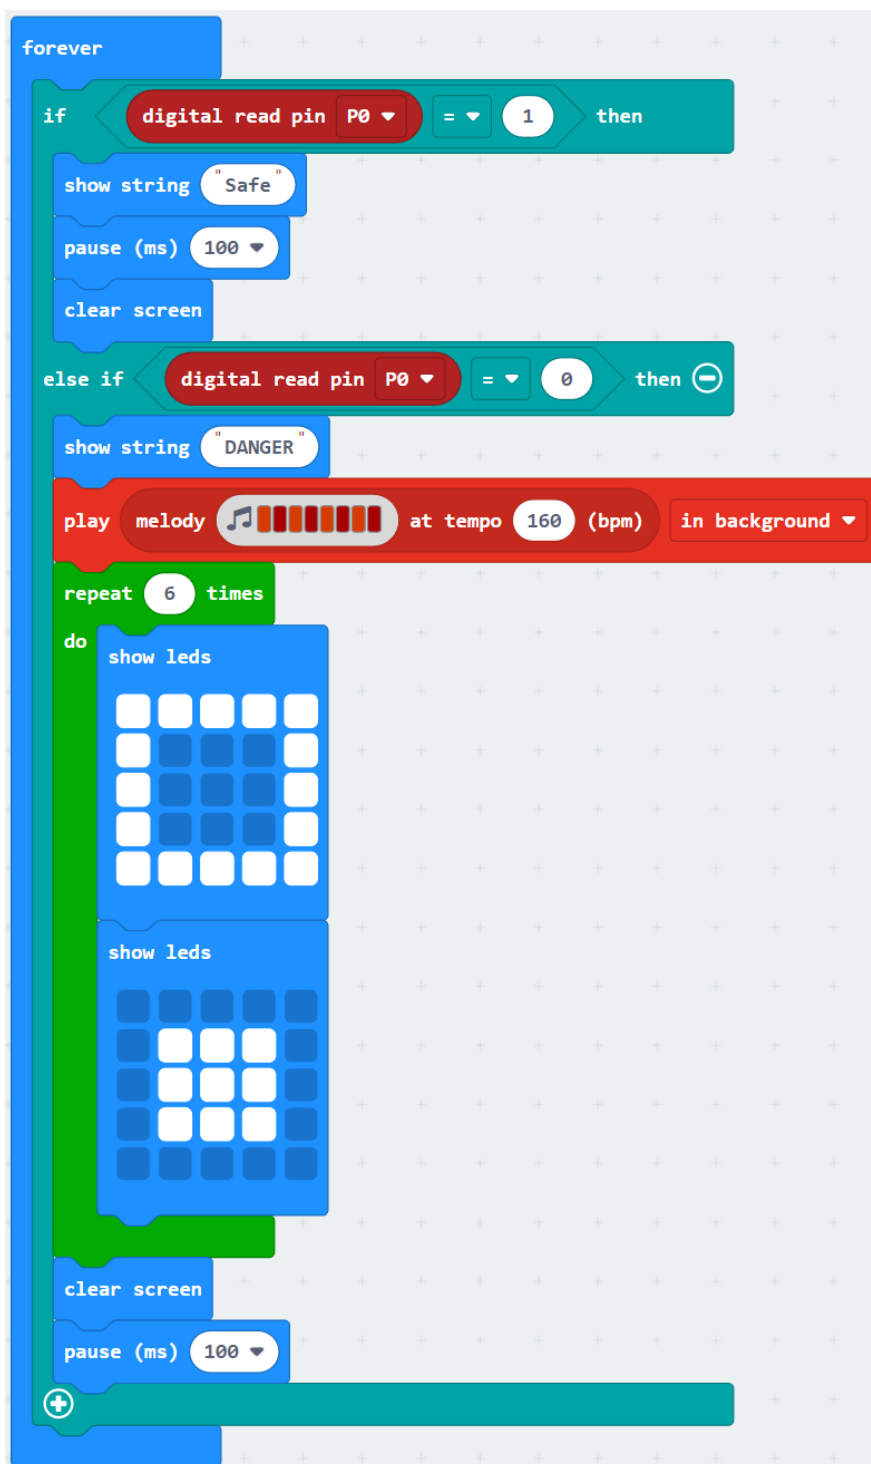 forever
if digital read pin P0 = 1 then
show string "Safe"
pause (ms) 100
clear screen
else if digital read pin P0 = 0 then
show string "DANGER"
play melody at tempo 160 (bpm) in background
repeat 6 times
do
show leds
show leds
clear screen
pause (ms) 100